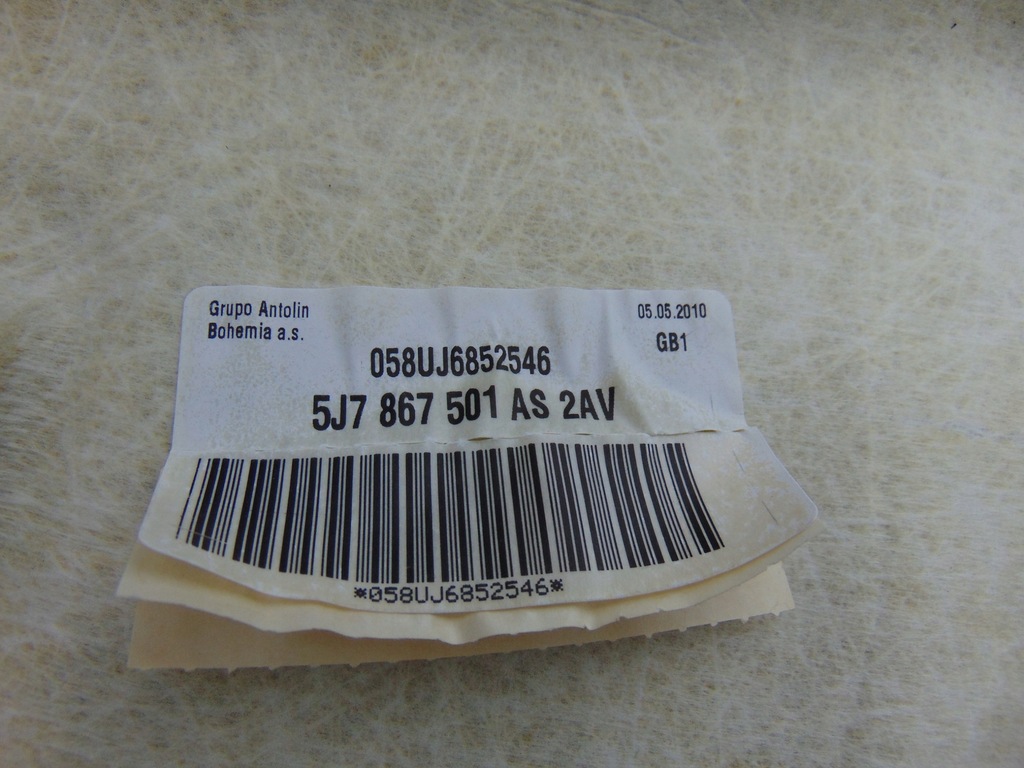 Grupo Antolin
Bohemia a.s.
05.05.2010
GB1
058UJ6852546
5J7 867 501 AS 2AV
*058UJ6852546*